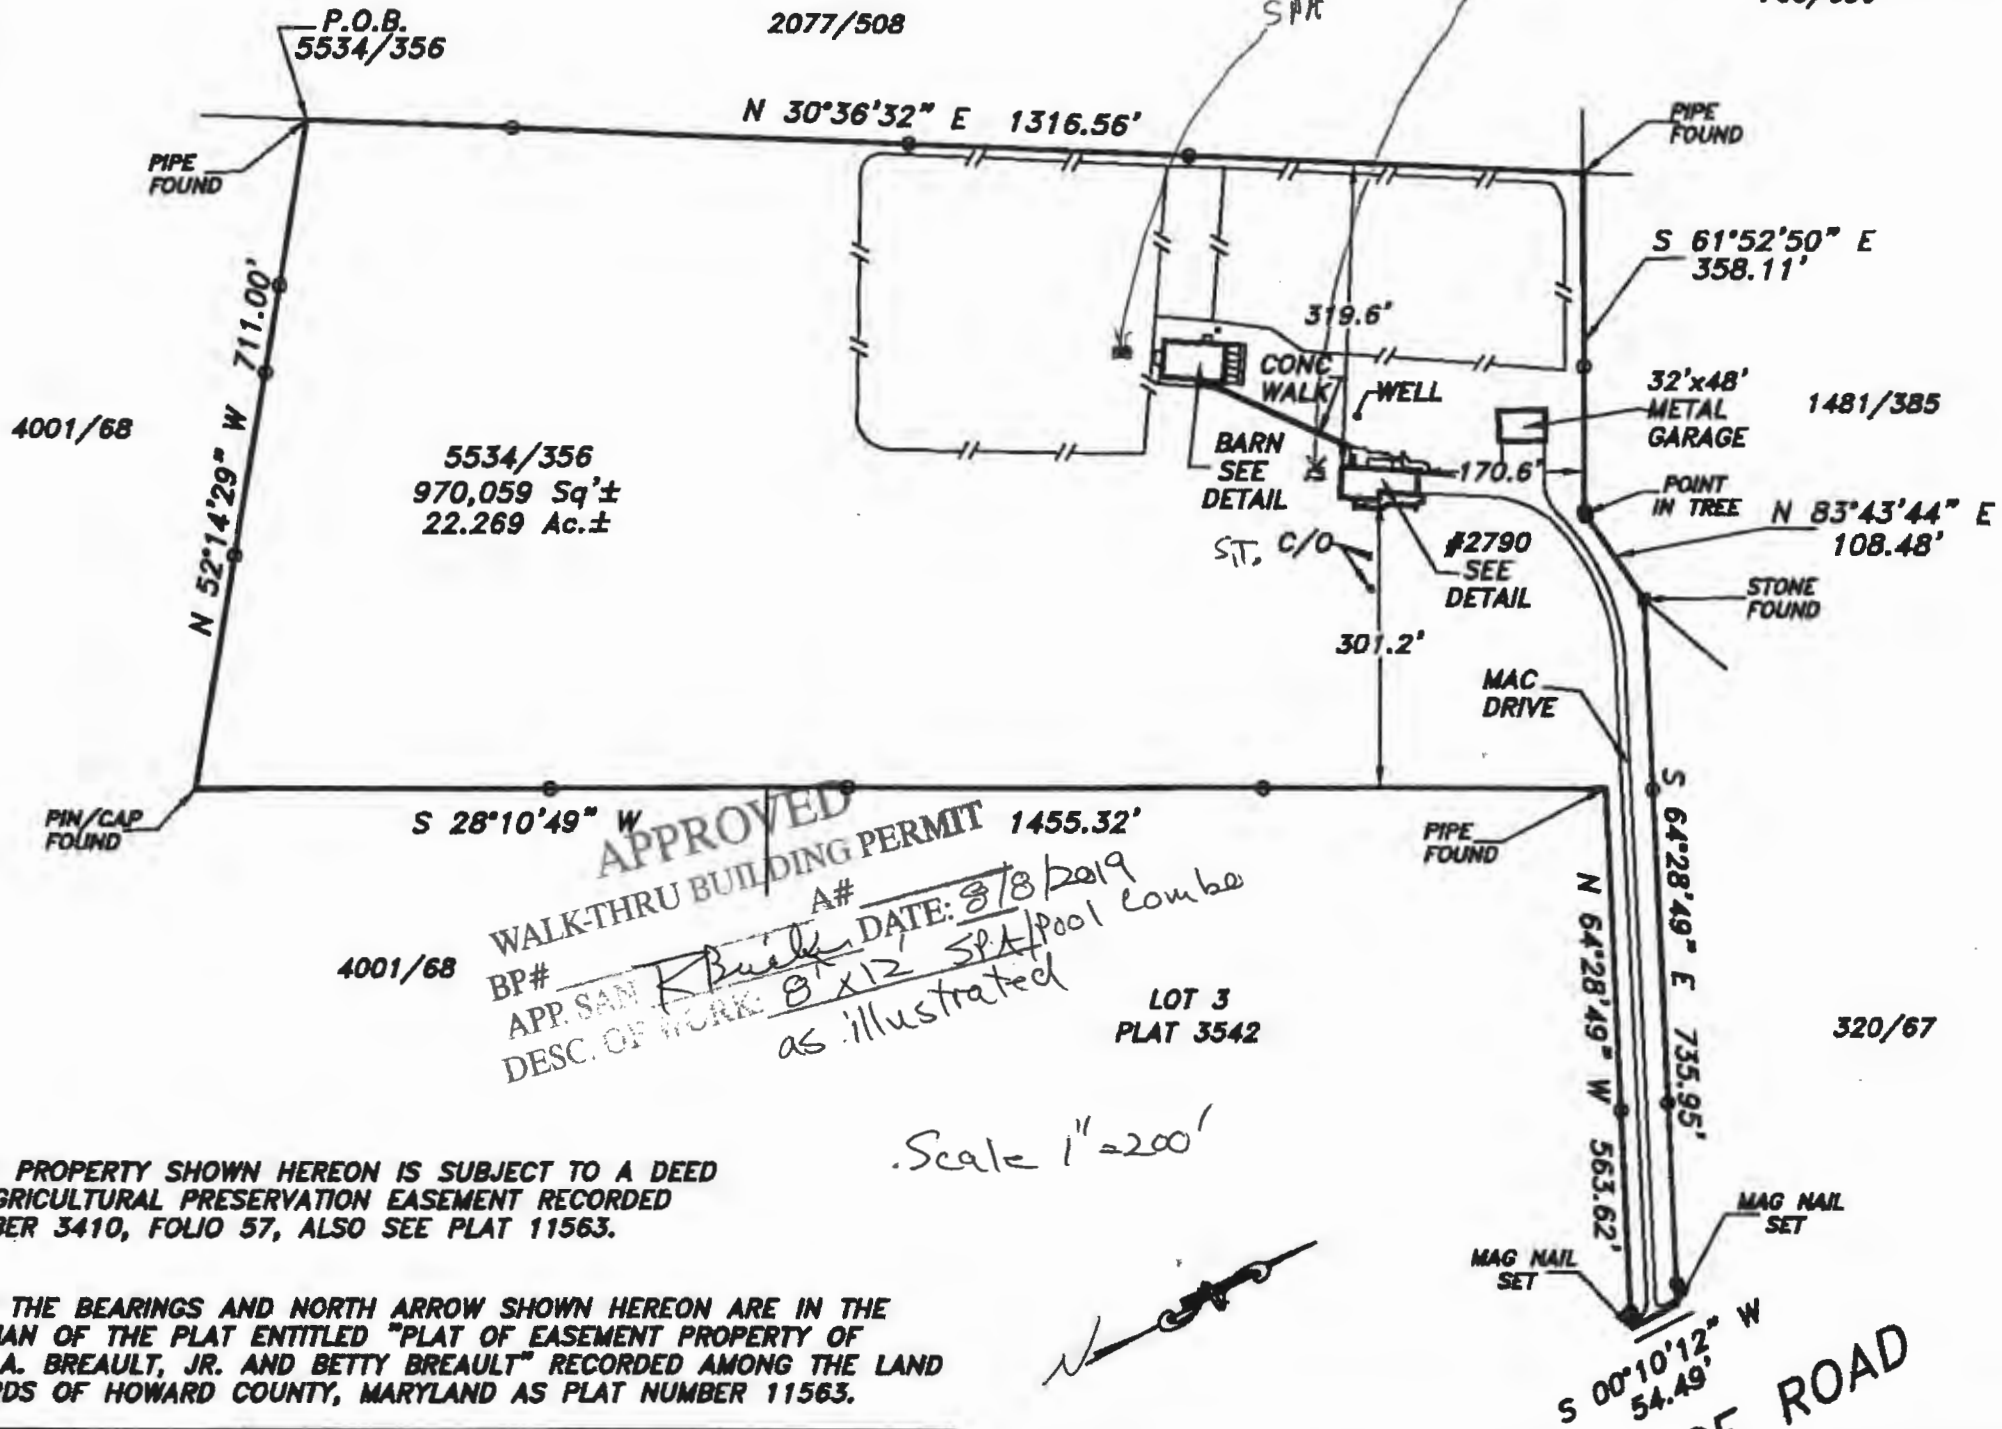 P.O.B.
5534/356
2077/508
SPA
N 30°36'32" E 1316.56'
PIPE
FOUND
PIPE
FOUND
S 61°52'50" E
358.11'
N 52°14'29" W 711.00'
4001/68
5534/356
970,059 Sq'±
22.269 Ac.±
319.6'
CONC
WALK
WELL
32'x48'
METAL
GARAGE
1481/385
BARN
SEE
DETAIL
170.6'
POINT
IN TREE
N 83°43'44" E
108.48'
S.T. C/O
#2790
SEE
DETAIL
STONE
FOUND
301.2'
MAC
DRIVE
PIN/CAP
FOUND
S 28°10'49" W 1455.32'
PIPE
FOUND
S 64°28'49" E 735.95'
N 64°28'49" W 563.62'
APPROVED
WALK-THRU BUILDING PERMIT
BP# A#
APP. SAN DATE: 8/8/2019
DESC. OF WORK: 8' x 12' SPA/Pool Combo
as illustrated
4001/68
LOT 3
PLAT 3542
320/67
Scale 1"=200'
PROPERTY SHOWN HEREON IS SUBJECT TO A DEED
GRICULTURAL PRESERVATION EASEMENT RECORDED
BER 3410, FOLIO 57, ALSO SEE PLAT 11563.
THE BEARINGS AND NORTH ARROW SHOWN HEREON ARE IN THE
IAN OF THE PLAT ENTITLED "PLAT OF EASEMENT PROPERTY OF
A. BREAULT, JR. AND BETTY BREAULT" RECORDED AMONG THE LAND
RDS OF HOWARD COUNTY, MARYLAND AS PLAT NUMBER 11563.
N
MAG NAIL
SET
MAG NAIL
SET
S 00°10'12" W
54.49'
ROAD